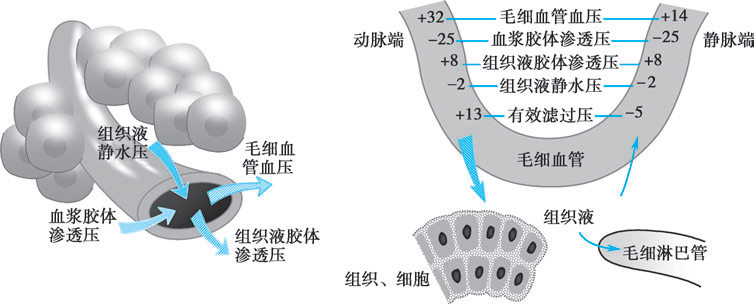 组织液
静水压
毛细血
管血压
血浆胶体
渗透压
组织液胶体
渗透压
+32 毛细血管血压 +14
动脉端 -25 血浆胶体渗透压 -25 静脉端
+8 组织液胶体渗透压 +8
-2 组织液静水压 -2
+13 有效滤过压 -5
毛细血管
组织液
毛细淋巴管
组织、细胞